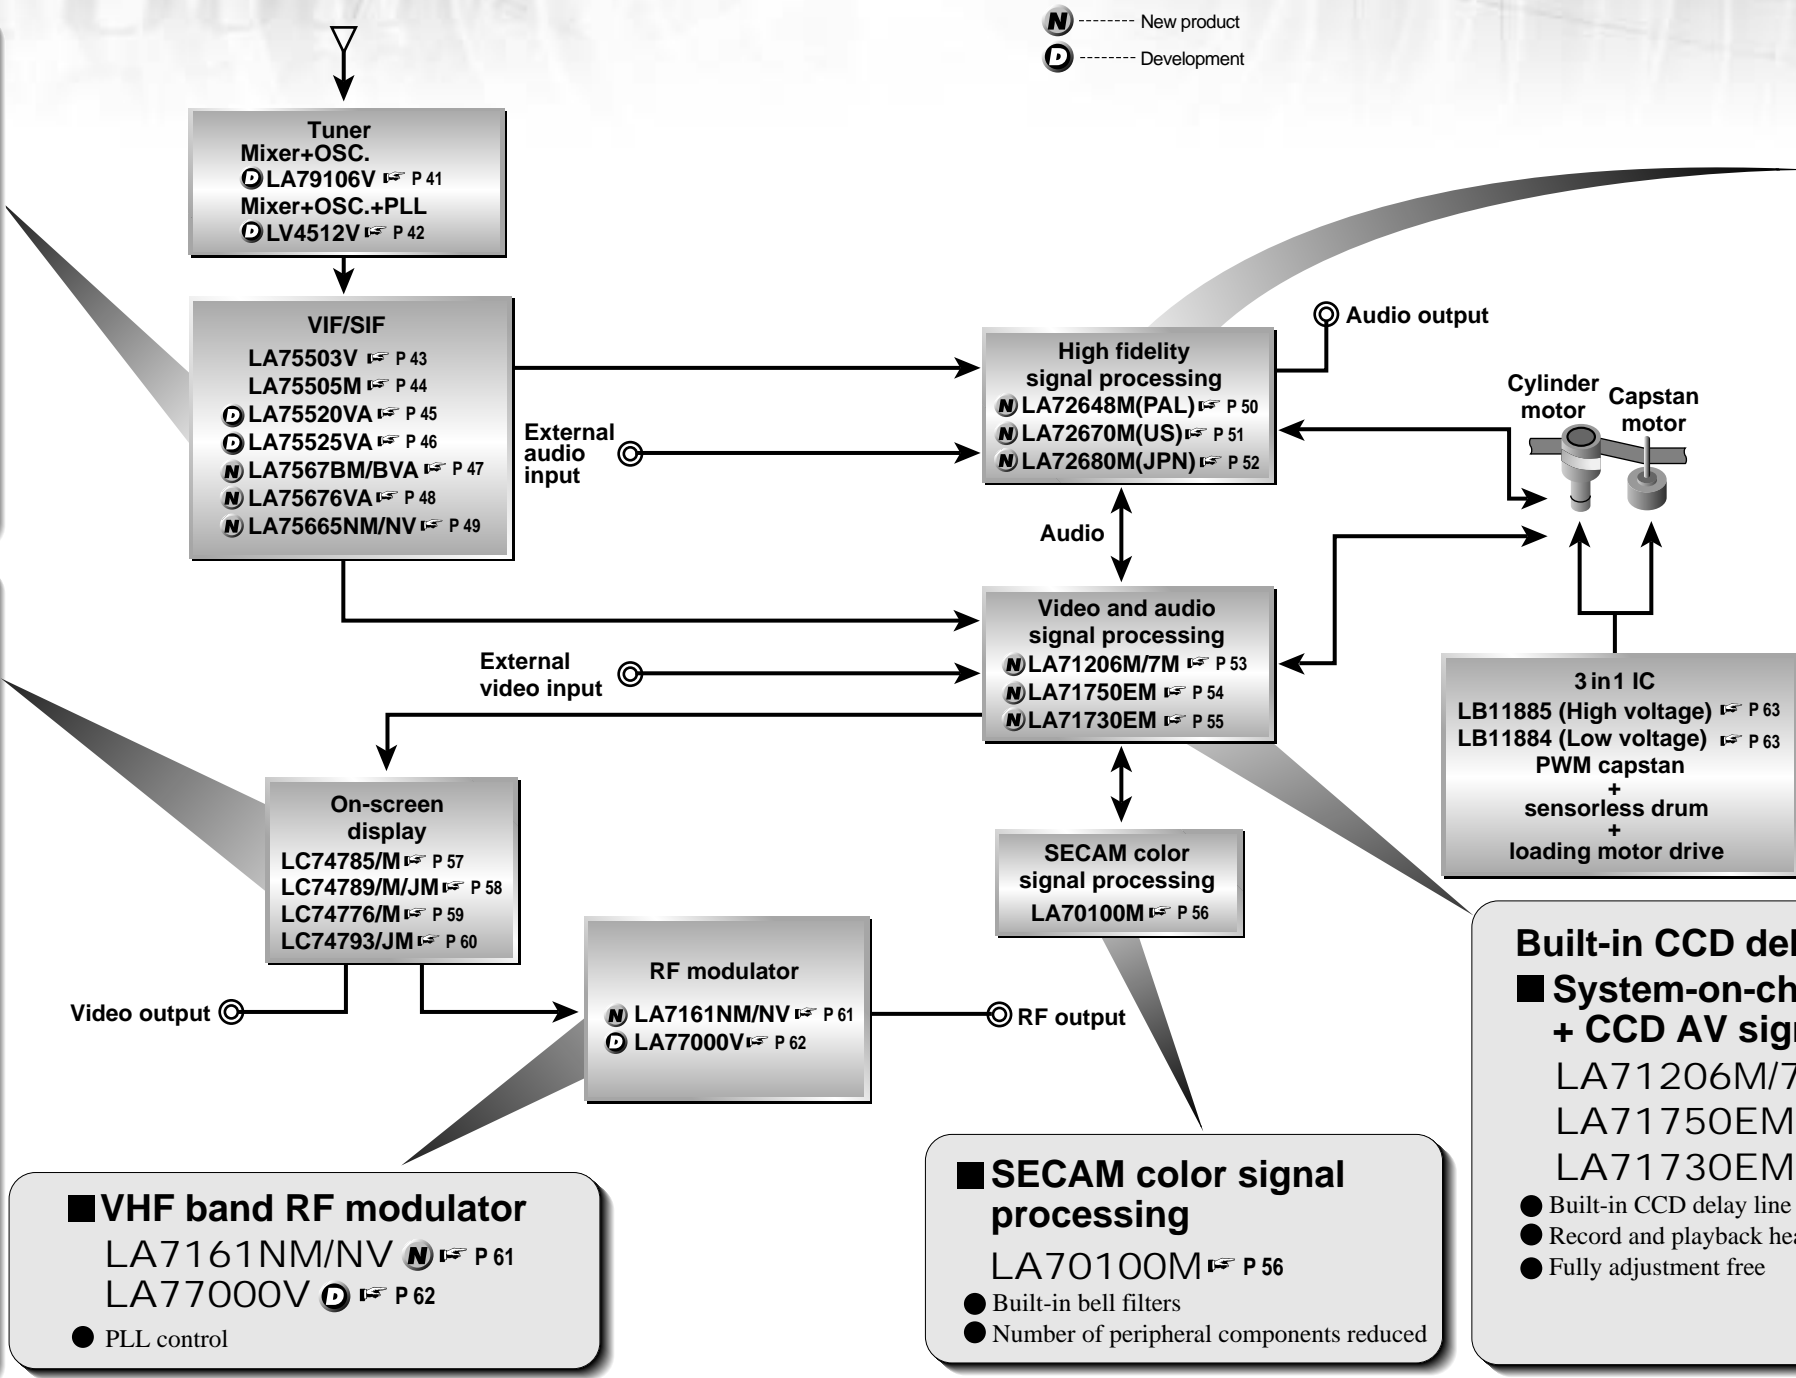 N -------- New product
D -------- Development
Tuner
Mixer+OSC.
D LA79106V ☞ P 41
Mixer+OSC.+PLL
D LV4512V ☞ P 42
VIF/SIF
LA75503V ☞ P 43
LA75505M ☞ P 44
D LA75520VA ☞ P 45
D LA75525VA ☞ P 46
N LA7567BM/BVA ☞ P 47
N LA75676VA ☞ P 48
N LA75665NM/NV ☞ P 49
External
audio
input
High fidelity
signal processing
N LA72648M(PAL) ☞ P 50
N LA72670M(US) ☞ P 51
N LA72680M(JPN) ☞ P 52
Audio output
Cylinder
motor
Capstan
motor
Audio
External
video input
Video and audio
signal processing
N LA71206M/7M ☞ P 53
N LA71750EM ☞ P 54
N LA71730EM ☞ P 55
3 in1 IC
LB11885 (High voltage) ☞ P 63
LB11884 (Low voltage) ☞ P 63
PWM capstan
+
sensorless drum
+
loading motor drive
On-screen
display
LC74785/M ☞ P 57
LC74789/M/JM ☞ P 58
LC74776/M ☞ P 59
LC74793/JM ☞ P 60
SECAM color
signal processing
LA70100M ☞ P 56
Video output
RF modulator
N LA7161NM/NV ☞ P 61
D LA77000V ☞ P 62
RF output
■ VHF band RF modulator
LA7161NM/NV N ☞ P 61
LA77000V D ☞ P 62
● PLL control
■ SECAM color signal
processing
LA70100M ☞ P 56
● Built-in bell filters
● Number of peripheral components reduced
Built-in CCD del
■ System-on-ch
+ CCD AV sig
LA71206M/7
LA71750EM
LA71730EM
● Built-in CCD delay line
● Record and playback hea
● Fully adjustment free